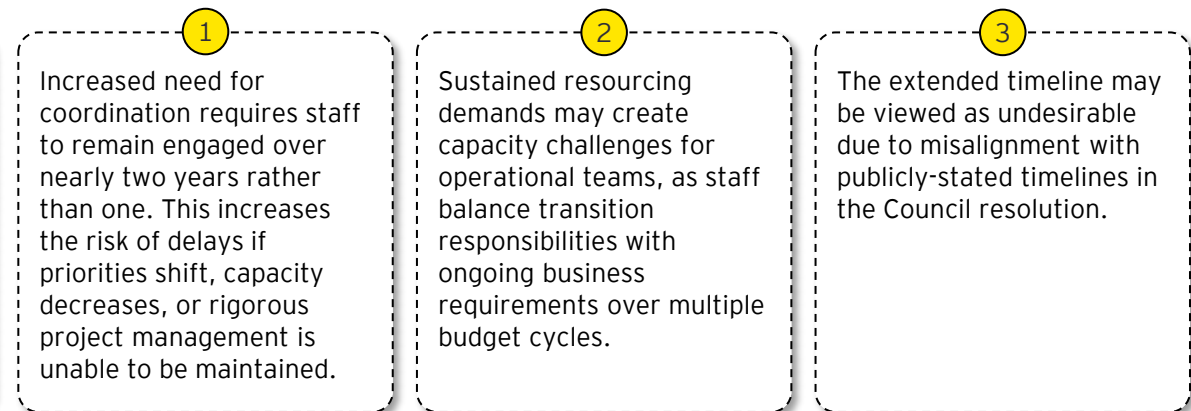 1
Increased need for
coordination requires staff
to remain engaged over
nearly two years rather
than one. This increases
the risk of delays if
priorities shift, capacity
decreases, or rigorous
project management is
unable to be maintained.
2
Sustained resourcing
demands may create
capacity challenges for
operational teams, as staff
balance transition
responsibilities with
ongoing business
requirements over multiple
budget cycles.
3
The extended timeline may
be viewed as undesirable
due to misalignment with
publicly-stated timelines in
the Council resolution.